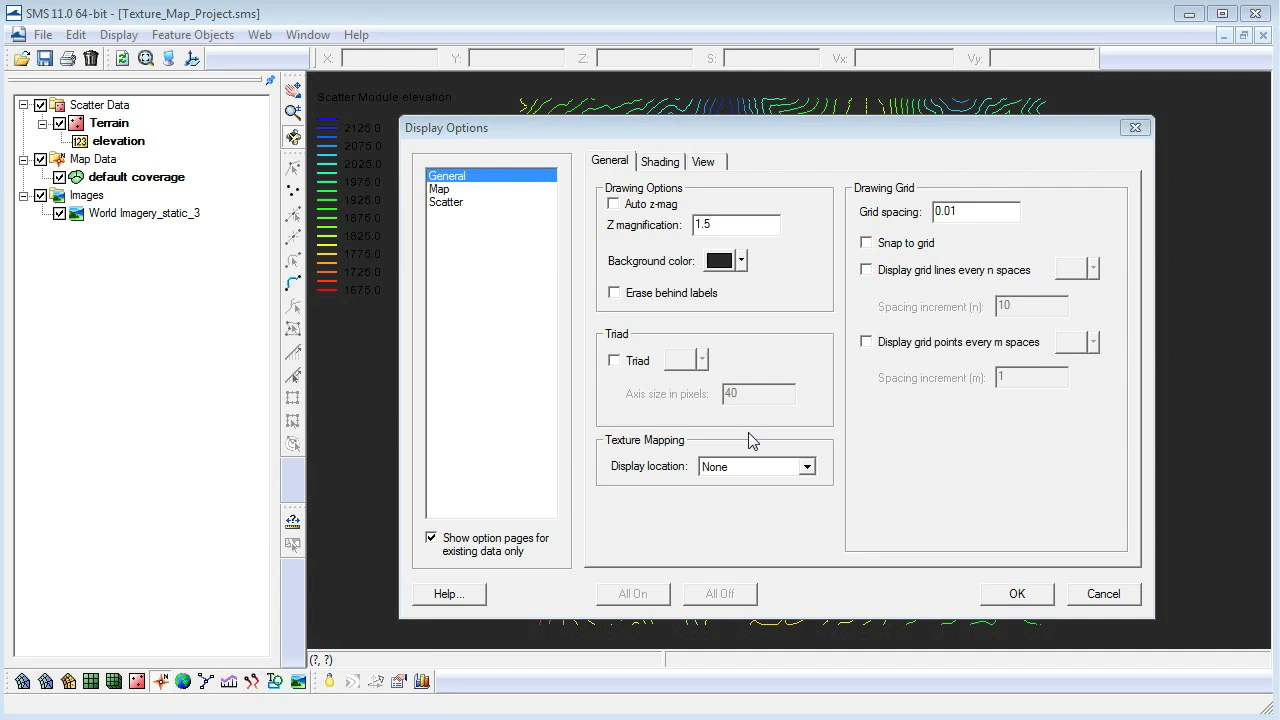 SMS 11.0 64-bit - [Texture_Map_Project.sms]
File Edit Display Feature Objects Web Window Help
X: Y: Z: S: Vx: Vy:
Scatter Data
Terrain
elevation
Map Data
default coverage
Images
World Imagery_static_3
Scatter Module elevation
2125.0
2075.0
2025.0
1975.0
1925.0
1875.0
1825.0
1775.0
1725.0
1675.0
Display Options
General
Map
Scatter
Show option pages for
existing data only
General Shading View
Drawing Options
Auto z-mag
Z magnification: 1.5
Background color:
Erase behind labels
Triad
Triad
Axis size in pixels: 40
Texture Mapping
Display location: None
Drawing Grid
Grid spacing: 0.01
Snap to grid
Display grid lines every n spaces
Spacing increment (n): 10
Display grid points every m spaces
Spacing increment (m): 1
Help... All On All Off OK Cancel
(?, ?)